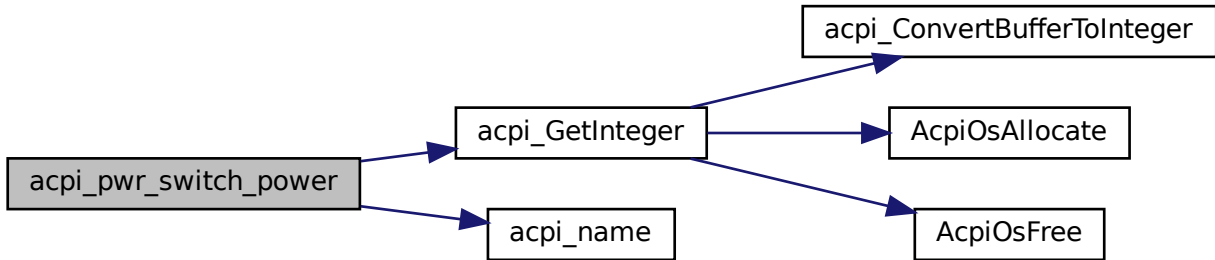 acpi_pwr_switch_power
acpi_GetInteger
acpi_name
acpi_ConvertBufferToInteger
AcpiOsAllocate
AcpiOsFree